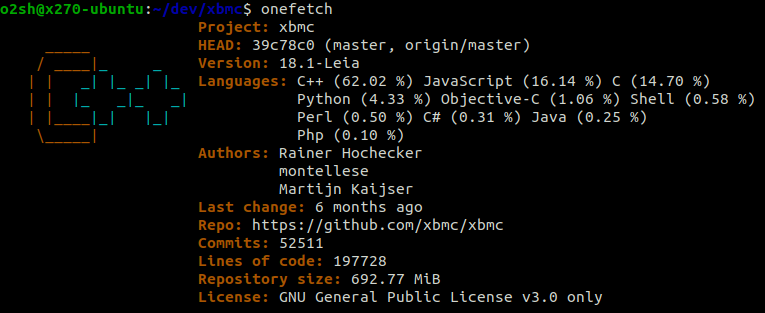 o2sh@x270-ubuntu:~/dev/xbmc$ onefetch
Project: xbmc
HEAD: 39c78c0 (master, origin/master)
Version: 18.1-Leia
Languages: C++ (62.02 %) JavaScript (16.14 %) C (14.70 %)
Python (4.33 %) Objective-C (1.06 %) Shell (0.58 %)
Perl (0.50 %) C# (0.31 %) Java (0.25 %)
Php (0.10 %)
Authors: Rainer Hochecker
montellese
Martijn Kaijser
Last change: 6 months ago
Repo: https://github.com/xbmc/xbmc
Commits: 52511
Lines of code: 197728
Repository size: 692.77 MiB
License: GNU General Public License v3.0 only